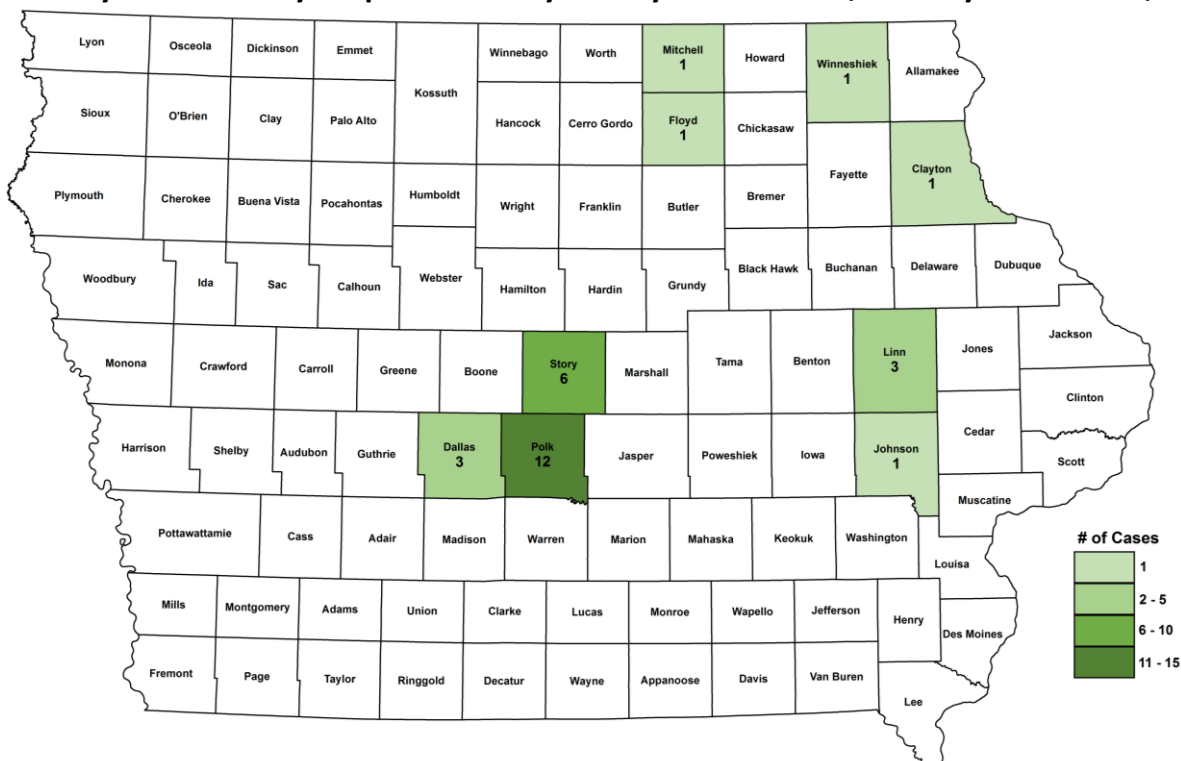 Lyon
Osceola
Dickinson
Emmet
Winnebago
Worth
Mitchell
1
Howard
Winneshiek
1
Allamakee
Kossuth
Sioux
O'Brien
Clay
Palo Alto
Hancock
Cerro Gordo
Floyd
1
Chickasaw
Fayette
Clayton
1
Plymouth
Cherokee
Buena Vista
Pocahontas
Humboldt
Wright
Franklin
Butler
Bremer
Woodbury
Ida
Sac
Calhoun
Webster
Hamilton
Hardin
Grundy
Black Hawk
Buchanan
Delaware
Dubuque
Monona
Crawford
Carroll
Greene
Boone
Story
6
Marshall
Tama
Benton
Linn
3
Jones
Jackson
Clinton
Harrison
Shelby
Audubon
Guthrie
Dallas
3
Polk
12
Jasper
Poweshiek
Iowa
Johnson
1
Cedar
Scott
Muscatine
Pottawattamie
Cass
Adair
Madison
Warren
Marion
Mahaska
Keokuk
Washington
Louisa
Mills
Montgomery
Adams
Union
Clarke
Lucas
Monroe
Wapello
Jefferson
Henry
Des Moines
Fremont
Page
Taylor
Ringgold
Decatur
Wayne
Appanoose
Davis
Van Buren
Lee
# of Cases
1
2 - 5
6 - 10
11 - 15